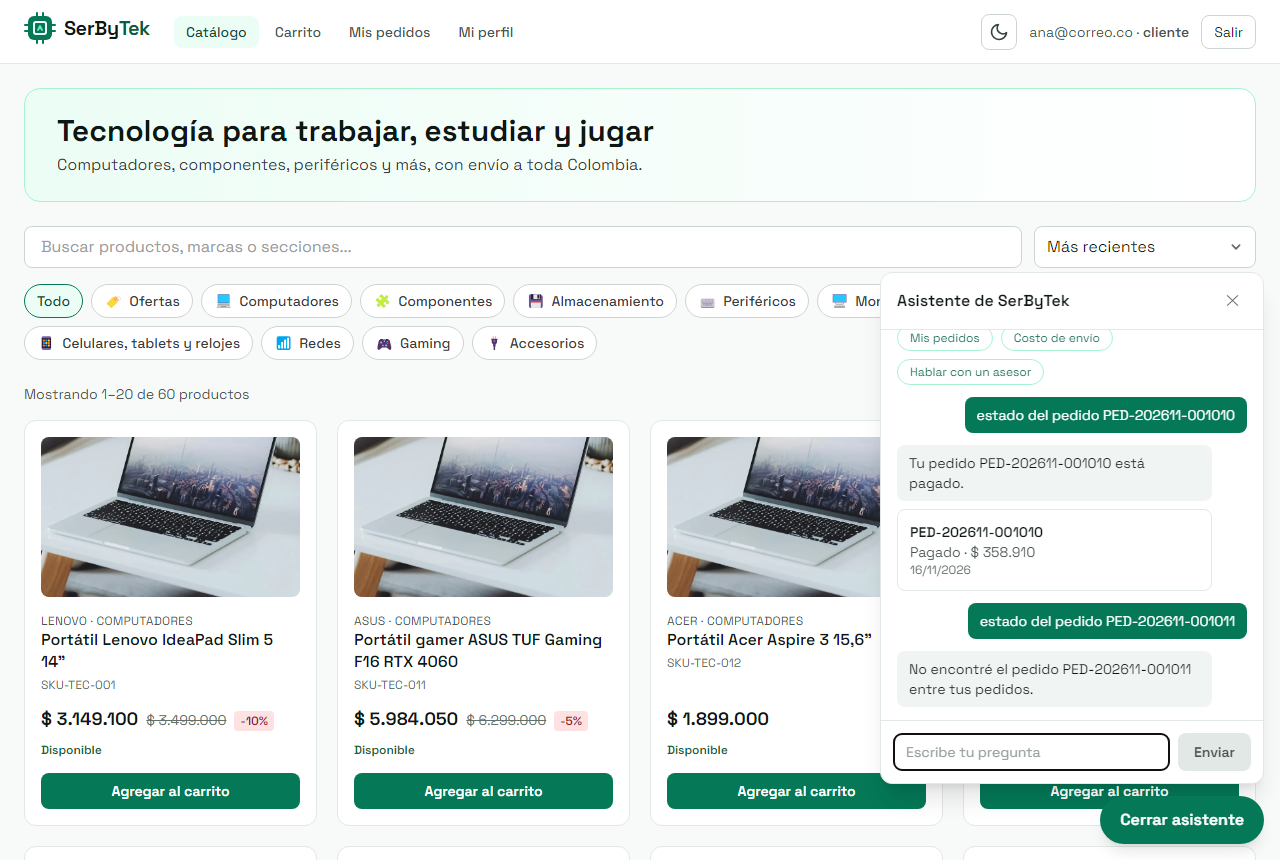 SerByTek
Catálogo
Carrito
Mis pedidos
Mi perfil
ana@correo.co · cliente
Salir
Tecnología para trabajar, estudiar y jugar
Computadores, componentes, periféricos y más, con envío a toda Colombia.
Buscar productos, marcas o secciones...
Más recientes
Todo
Ofertas
Computadores
Componentes
Almacenamiento
Periféricos
Celulares, tablets y relojes
Redes
Gaming
Accesorios
Mostrando 1–20 de 60 productos
LENOVO · COMPUTADORES
Portátil Lenovo IdeaPad Slim 5
14”
SKU-TEC-001
$ 3.149.100 $ 3.499.000 -10%
Disponible
Agregar al carrito
ASUS · COMPUTADORES
Portátil gamer ASUS TUF Gaming
F16 RTX 4060
SKU-TEC-011
$ 5.984.050 $ 6.299.000 -5%
Disponible
Agregar al carrito
ACER · COMPUTADORES
Portátil Acer Aspire 3 15,6”
SKU-TEC-012
$ 1.899.000
Disponible
Agregar al carrito
Agregar al carrito
Asistente de SerByTek
Mis pedidos
Costo de envío
Hablar con un asesor
estado del pedido PED-202611-001010
Tu pedido PED-202611-001010 está
pagado.
PED-202611-001010
Pagado · $ 358.910
16/11/2026
estado del pedido PED-202611-001011
No encontré el pedido PED-202611-001011
entre tus pedidos.
Escribe tu pregunta
Enviar
Cerrar asistente